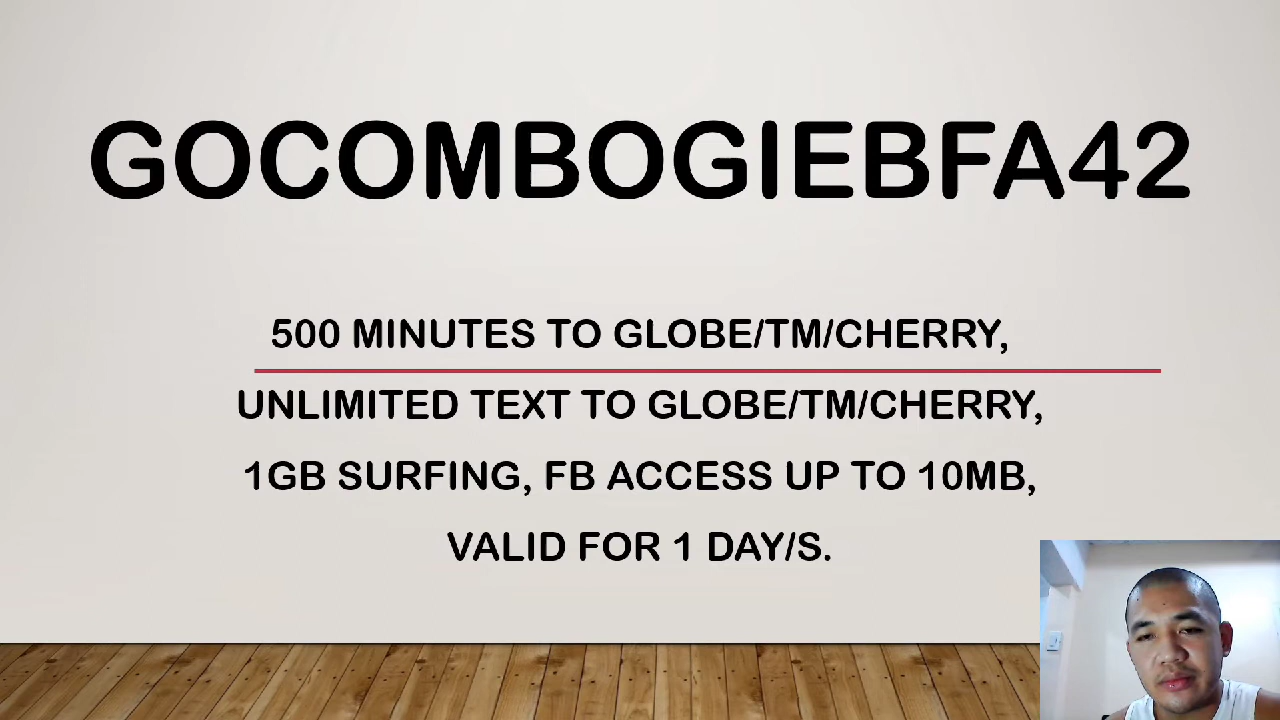 GOCOMBOGIEBFA42
500 MINUTES TO GLOBE/TM/CHERRY,
UNLIMITED TEXT TO GLOBE/TM/CHERRY,
1GB SURFING, FB ACCESS UP TO 10MB,
VALID FOR 1 DAY/S.